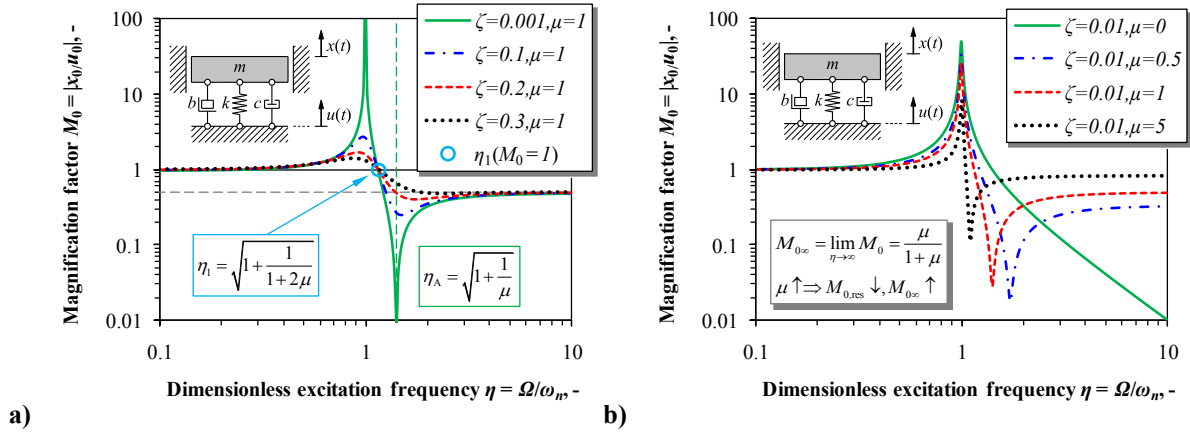 Magnification factor M₀ = |x₀/u₀|, -
100
10
1
0.1
0.01
0.1
1
10
Dimensionless excitation frequency η = Ω/ωₙ, -
a)
m
b
k
c
x(t)
u(t)
ζ=0.001,μ=1
ζ=0.1,μ=1
ζ=0.2,μ=1
ζ=0.3,μ=1
η₁(M₀=1)
η₁ = √(1 + 1/(1+2μ))
η_A = √(1 + 1/μ)
Magnification factor M₀ = |x₀/u₀|, -
100
10
1
0.1
0.01
0.1
1
10
Dimensionless excitation frequency η = Ω/ωₙ, -
b)
m
b
k
c
x(t)
u(t)
ζ=0.01,μ=0
ζ=0.01,μ=0.5
ζ=0.01,μ=1
ζ=0.01,μ=5
M₀∞ = lim η→∞ M₀ = μ/(1+μ)
μ ↑⇒ M₀,res ↓, M₀∞ ↑